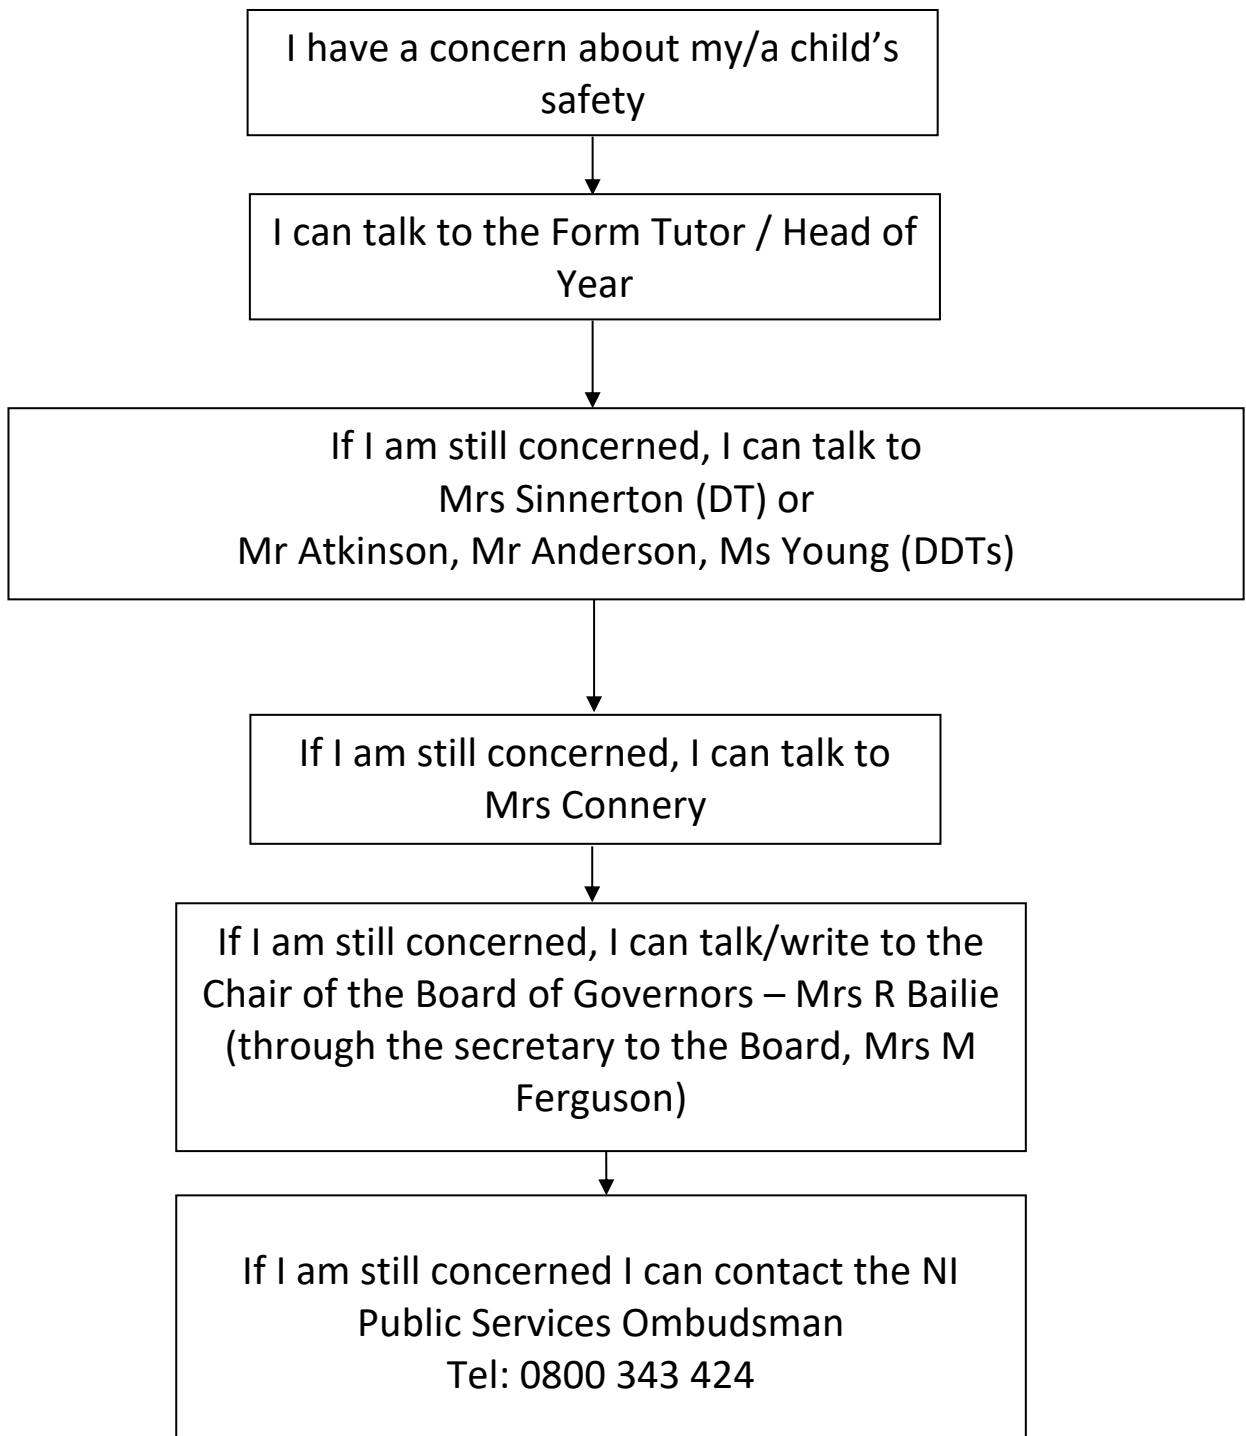 I have a concern about my/a child’s
safety
I can talk to the Form Tutor / Head of
Year
If I am still concerned, I can talk to
Mrs Sinnerton (DT) or
Mr Atkinson, Mr Anderson, Ms Young (DDTs)
If I am still concerned, I can talk to
Mrs Connery
If I am still concerned, I can talk/write to the
Chair of the Board of Governors – Mrs R Bailie
(through the secretary to the Board, Mrs M
Ferguson)
If I am still concerned I can contact the NI
Public Services Ombudsman
Tel: 0800 343 424